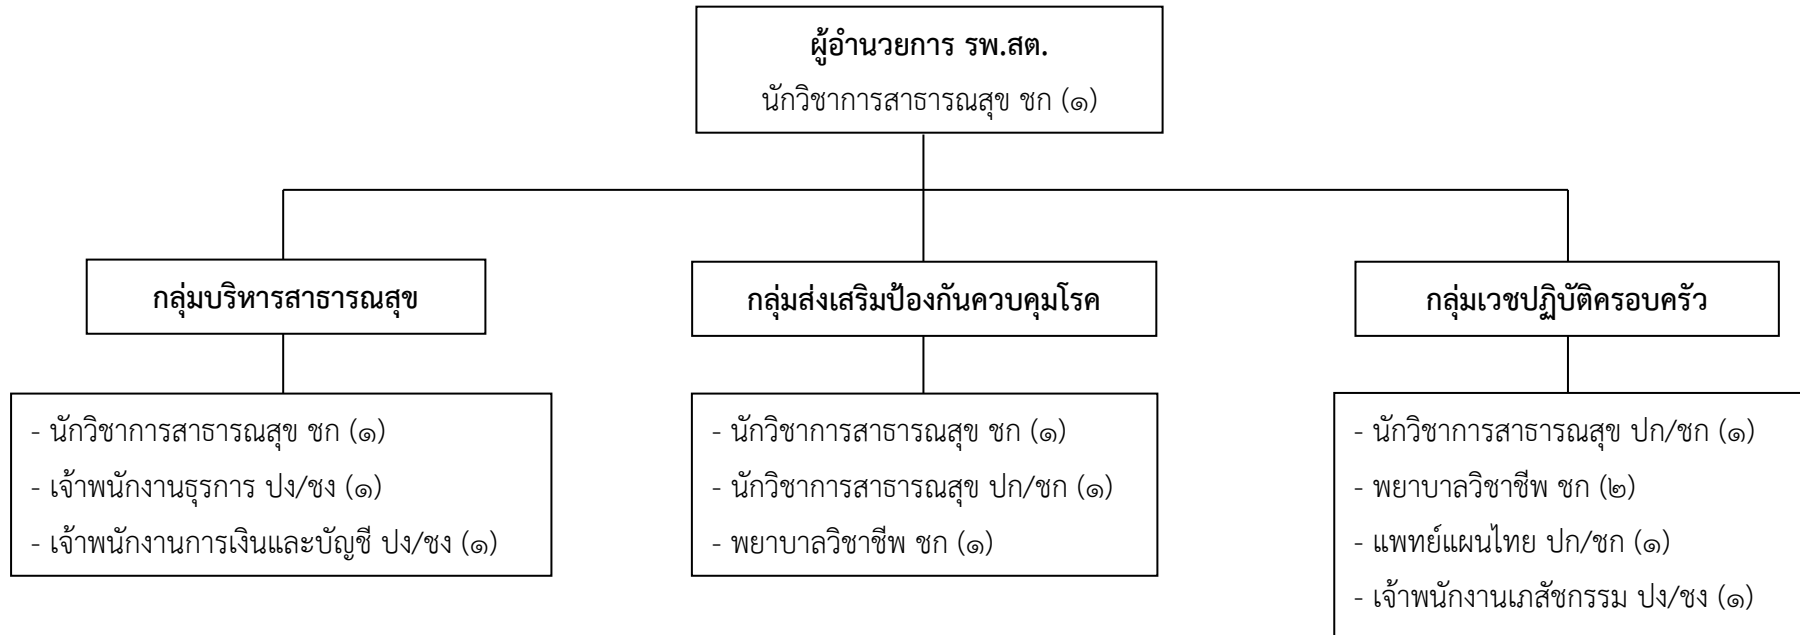 ผู้อำนวยการ รพ.สต.
นักวิชาการสาธารณสุข ชก (๑)
กลุ่มบริหารสาธารณสุข
- นักวิชาการสาธารณสุข ชก (๑)
- เจ้าพนักงานธุรการ ปง/ชง (๑)
- เจ้าพนักงานการเงินและบัญชี ปง/ชง (๑)
กลุ่มส่งเสริมป้องกันควบคุมโรค
- นักวิชาการสาธารณสุข ชก (๑)
- นักวิชาการสาธารณสุข ปก/ชก (๑)
- พยาบาลวิชาชีพ ชก (๑)
กลุ่มเวชปฏิบัติครอบครัว
- นักวิชาการสาธารณสุข ปก/ชก (๑)
- พยาบาลวิชาชีพ ชก (๒)
- แพทย์แผนไทย ปก/ชก (๑)
- เจ้าพนักงานเภสัชกรรม ปง/ชง (๑)